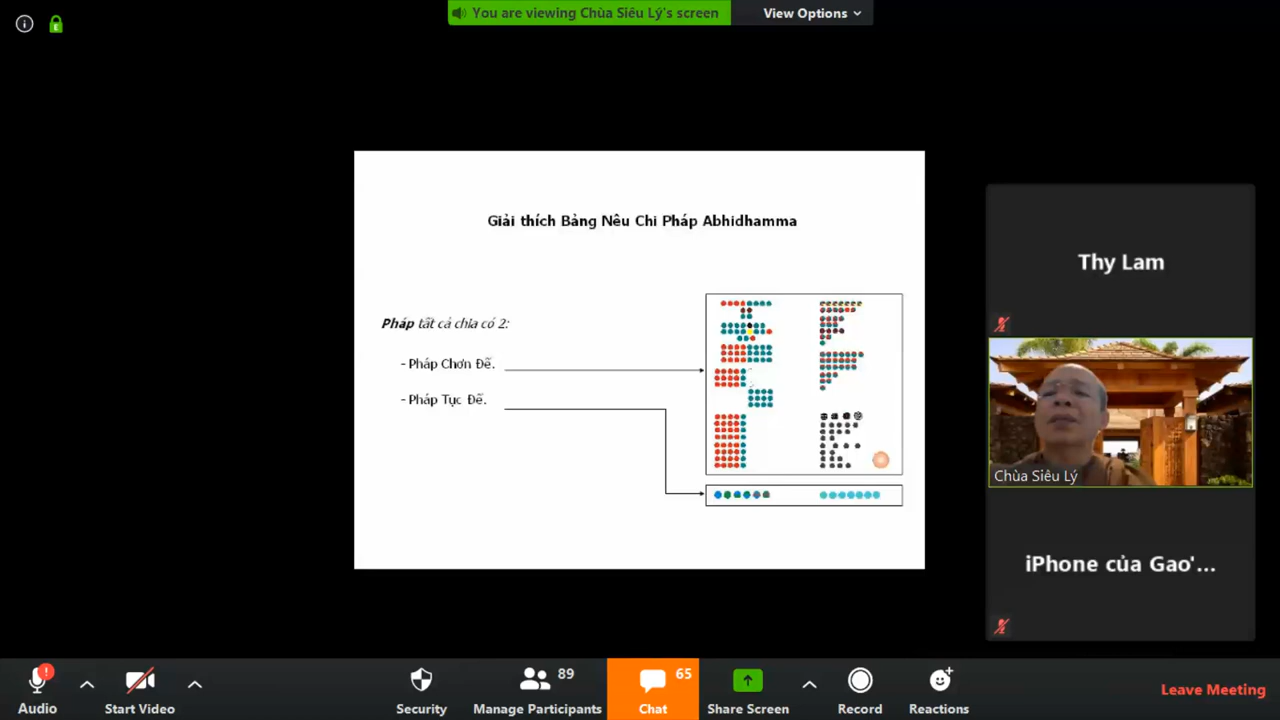 You are viewing Chùa Siêu Lý's screen
View Options
Giải thích Bảng Nêu Chi Pháp Abhidhamma
Pháp tất cả chia có 2:
- Pháp Chơn Đế.
- Pháp Tục Đế.
Thy Lam
Chùa Siêu Lý
iPhone của Gao'...
89
65
Audio
Start Video
Security
Manage Participants
Chat
Share Screen
Record
Reactions
Leave Meeting